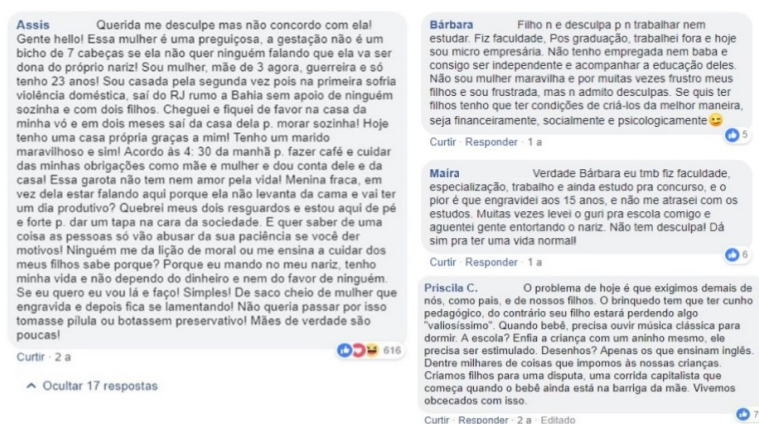 Assis Querida me desculpe mas não concordo com ela!
Gente hello! Essa mulher é uma preguiçosa, a gestação não é um
bicho de 7 cabeças se ela não quer ninguém falando que ela va ser
dona do próprio nariz! Sou mulher, mãe de 3 agora, guerreira e só
tenho 23 anos! Sou casada pela segunda vez pois na primeira sofria
violência doméstica, saí do RJ rumo a Bahia sem apoio de ninguém
sozinha e com dois filhos. Cheguei e fiquei de favor na casa da
minha vó e em dois meses saí da casa dela p. morar sozinha! Hoje
tenho uma casa própria graças a mim! Tenho um marido
maravilhoso e sim! Acordo às 4: 30 da manhã p. fazer café e cuidar
das minhas obrigações como mãe e mulher e dou conta dele e da
casa! Essa garota não tem nem amor pela vida! Menina fraca, em
vez dela estar falando aqui porque ela não levanta da cama e vai ter
um dia produtivo? Quebrei meus dois resguardos e estou aqui de pé
e forte p. dar um tapa na cara da sociedade. E quer saber de uma
coisa as pessoas só vão abusar da sua paciência se você der
motivos! Ninguém me da lição de moral ou me ensina a cuidar dos
meus filhos sabe porque? Porque eu mando no meu nariz, tenho
minha vida e não dependo do dinheiro e nem do favor de ninguém.
Se eu quero eu vou lá e faço! Simples! De saco cheio de mulher que
engravida e depois fica se lamentando! Não queria passar por isso
tomasse pílula ou botassem preservativo! Mães de verdade são
poucas!
616
Curtir · 2 a
Ocultar 17 respostas
Bárbara Filho n e desculpa p n trabalhar nem
estudar. Fiz faculdade, Pos graduação, trabalhei fora e hoje
sou micro empresária. Não tenho empregada nem baba e
consigo ser independente e acompanhar a educação deles.
Não sou mulher maravilha e por muitas vezes frustro meus
filhos e sou frustrada, mas n admito desculpas. Se quis ter
filhos tenho que ter condições de criá-los da melhor maneira,
seja financeiramente, socialmente e psicologicamente😉
5
Curtir · Responder · 1 a
Maíra Verdade Bárbara eu tmb fiz faculdade,
especialização, trabalho e ainda estudo pra concurso, e o
pior é que engravidei aos 15 anos, e não me atrasei com os
estudos. Muitas vezes levei o guri pra escola comigo e
aguentei gente entortando o nariz. Não tem desculpa! Dá
sim pra ter uma vida normal!
6
Curtir · Responder · 1 a
Priscila C. O problema de hoje é que exigimos demais de
nós, como pais, e de nossos filhos. O brinquedo tem que ter cunho
pedagógico, do contrário seu filho estará perdendo algo
"valiosíssimo". Quando bebê, precisa ouvir música clássica para
dormir. A escola? Enfia a criança com um aninho mesmo, ele
precisa ser estimulado. Desenhos? Apenas os que ensinam inglês.
Dentre milhares de coisas que impomos às nossas crianças.
Criamos filhos para uma disputa, uma corrida capitalista que
começa quando o bebê ainda está na barriga da mãe. Vivemos
obcecados com isso.
7
Curtir · Responder · 2 a · Editado